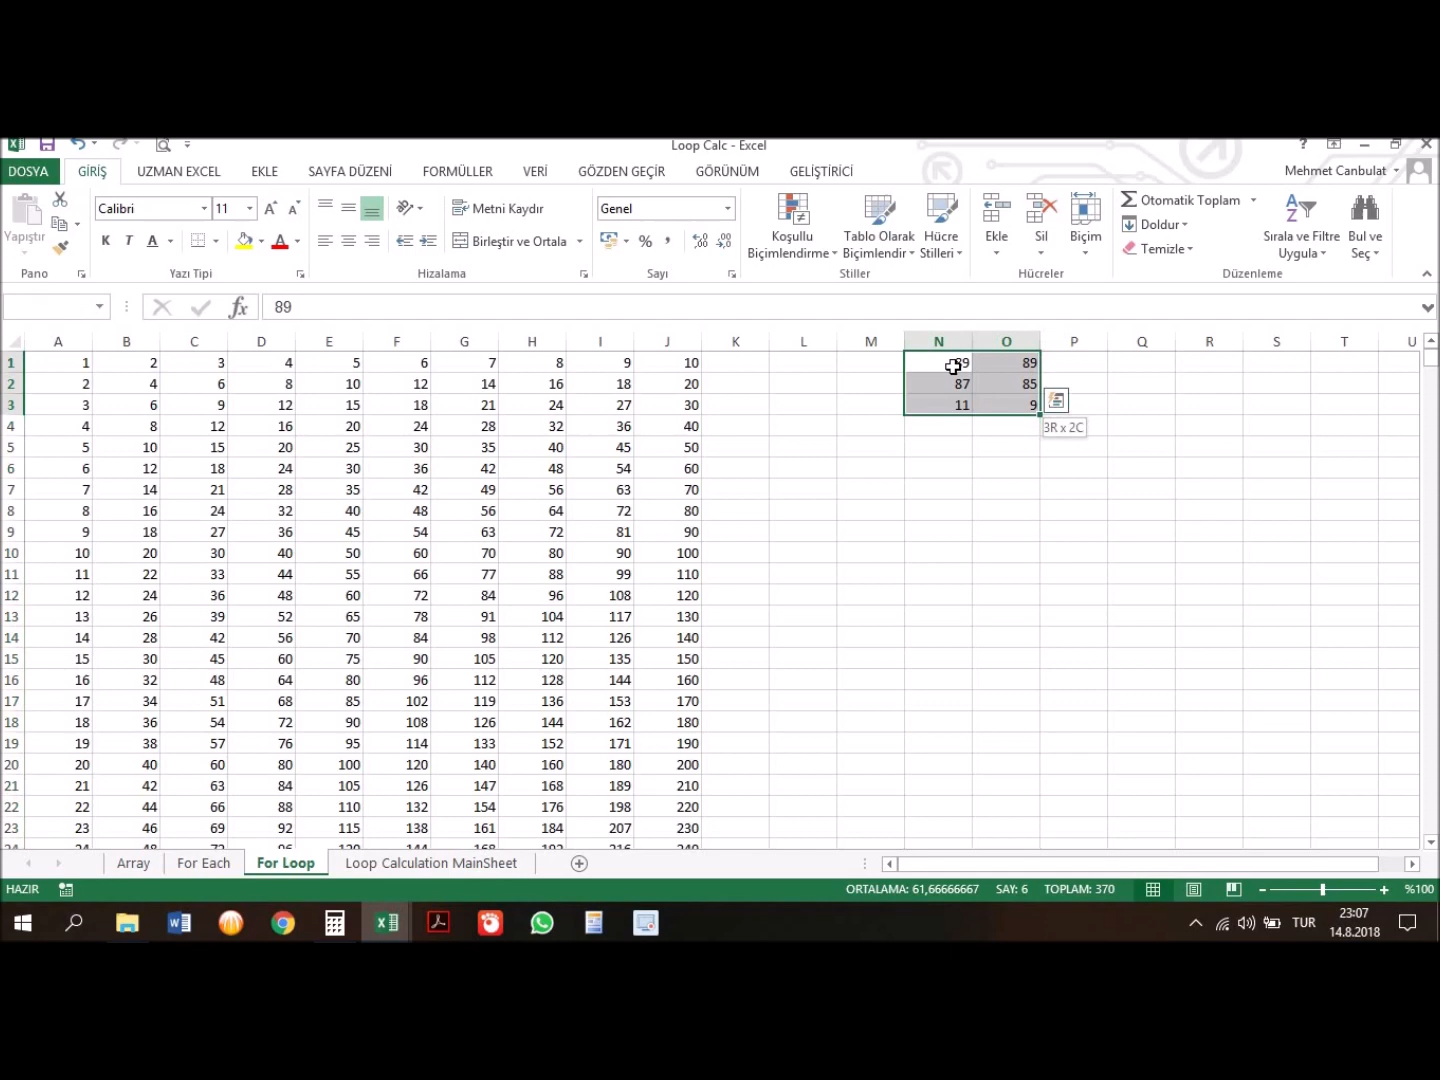 Loop Calc - Excel
DOSYA GİRİŞ UZMAN EXCEL EKLE SAYFA DÜZENİ FORMÜLLER VERİ GÖZDEN GEÇİR GÖRÜNÜM GELİŞTİRİCİ Mehmet Canbulat
Yapıştır
Calibri 11
K T A
Metni Kaydır
Birleştir ve Ortala
Genel
Koşullu Biçimlendirme
Tablo Olarak Biçimlendir
Hücre Stilleri
Ekle Sil Biçim
Otomatik Toplam
Doldur
Temizle
Sırala ve Filtre Uygula
Bul ve Seç
Pano Yazı Tipi Hizalama Sayı Stiller Hücreler Düzenleme
fx 89
A B C D E F G H I J K L M N O P Q R S T U
1 1 2 3 4 5 6 7 8 9 10 89
2 2 4 6 8 10 12 14 16 18 20 87 85
3 3 6 9 12 15 18 21 24 27 30 11 9
3R x 2C
4 4 8 12 16 20 24 28 32 36 40
5 5 10 15 20 25 30 35 40 45 50
6 6 12 18 24 30 36 42 48 54 60
7 7 14 21 28 35 42 49 56 63 70
8 8 16 24 32 40 48 56 64 72 80
9 9 18 27 36 45 54 63 72 81 90
10 10 20 30 40 50 60 70 80 90 100
11 11 22 33 44 55 66 77 88 99 110
12 12 24 36 48 60 72 84 96 108 120
13 13 26 39 52 65 78 91 104 117 130
14 14 28 42 56 70 84 98 112 126 140
15 15 30 45 60 75 90 105 120 135 150
16 16 32 48 64 80 96 112 128 144 160
17 17 34 51 68 85 102 119 136 153 170
18 18 36 54 72 90 108 126 144 162 180
19 19 38 57 76 95 114 133 152 171 190
20 20 40 60 80 100 120 140 160 180 200
21 21 42 63 84 105 126 147 168 189 210
22 22 44 66 88 110 132 154 176 198 220
23 23 46 69 92 115 138 161 184 207 230
Array For Each For Loop Loop Calculation MainSheet
HAZIR ORTALAMA: 61,66666667 SAY: 6 TOPLAM: 370 %100
TUR 23:07
14.8.2018